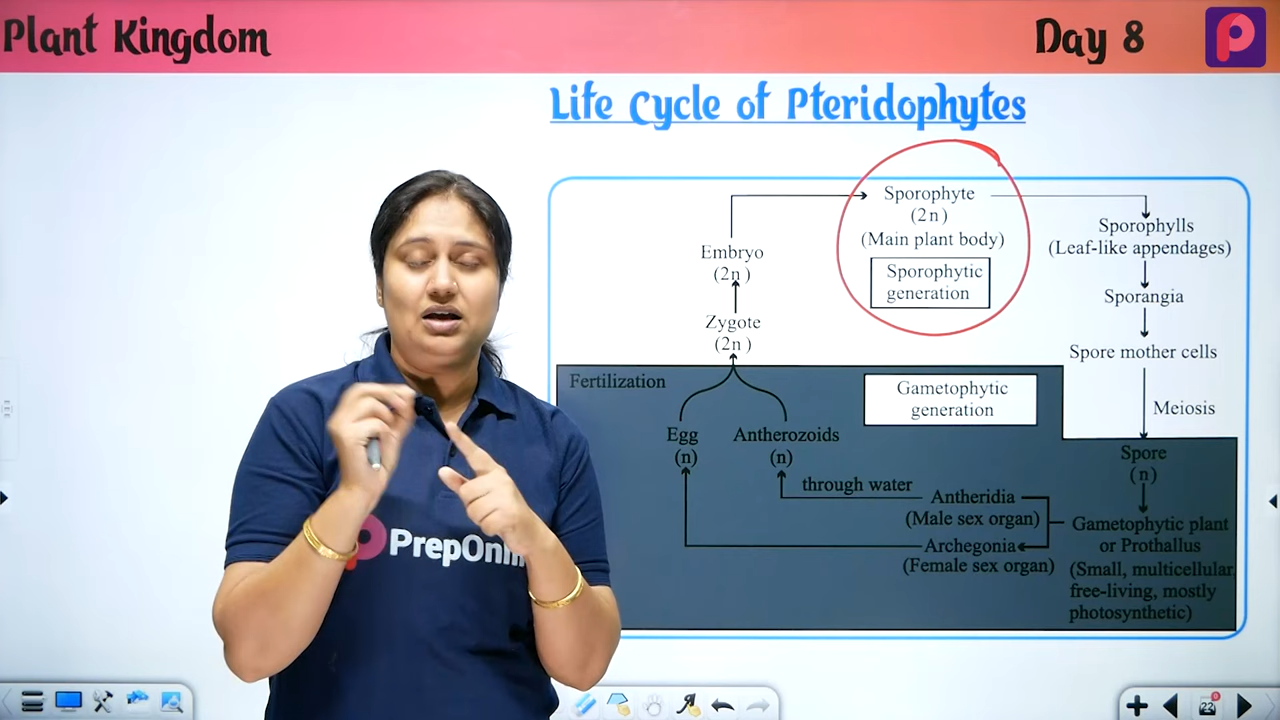 Plant Kingdom
Day 8
Life Cycle of Pteridophytes
Sporophyte
(2n)
(Main plant body)
Sporophytic
generation
Sporophylls
(Leaf-like appendages)
Sporangia
Spore mother cells
Meiosis
Embryo
(2n)
Zygote
(2n)
Fertilization
Gametophytic
generation
Egg
(n)
Antherozoids
(n)
through water
Antheridia
(Male sex organ)
Archegonia
(Female sex organ)
Spore
(n)
Gametophytic plant
or Prothallus
(Small, multicellular
free-living, mostly
photosynthetic)
22